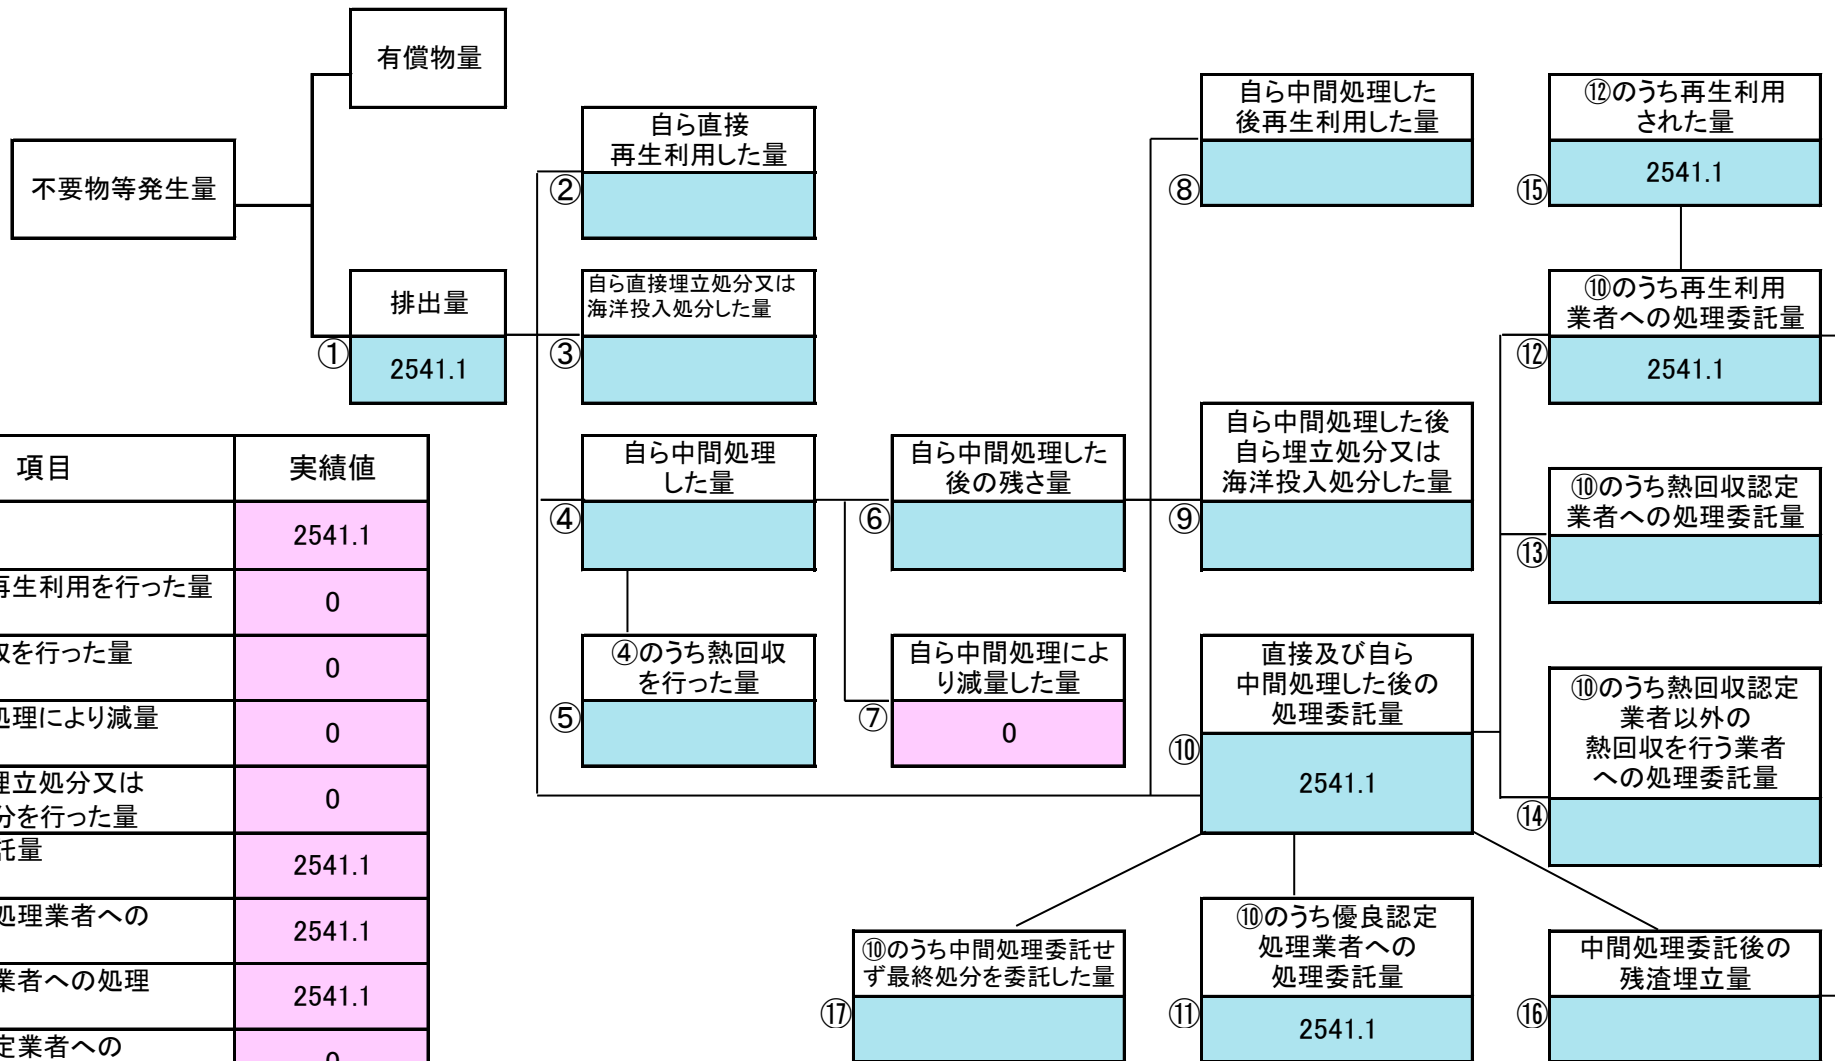 有償物量
不要物等発生量
排出量
①
2541.1
自ら直接
再生利用した量
②
自ら直接埋立処分又は
海洋投入処分した量
③
自ら中間処理
した量
④
④のうち熱回収
を行った量
⑤
自ら中間処理した
後の残さ量
⑥
自ら中間処理によ
り減量した量
⑦
0
自ら中間処理した
後再生利用した量
⑧
自ら中間処理した後
自ら埋立処分又は
海洋投入処分した量
⑨
直接及び自ら
中間処理した後の
処理委託量
⑩
2541.1
⑩のうち優良認定
処理業者への
処理委託量
⑪
2541.1
⑫のうち再生利用
された量
⑮
2541.1
⑩のうち再生利用
業者への処理委託量
⑫
2541.1
⑩のうち熱回収認定
業者への処理委託量
⑬
⑩のうち熱回収認定
業者以外の
熱回収を行う業者
への処理委託量
⑭
中間処理委託後の
残渣埋立量
⑯
⑩のうち中間処理委託せ
ず最終処分を委託した量
⑰
項目 実績値
2541.1
再生利用を行った量 0
を行った量 0
処理により減量 0
埋立処分又は
分を行った量 0
託量 2541.1
処理業者への 2541.1
業者への処理 2541.1
定業者への 0